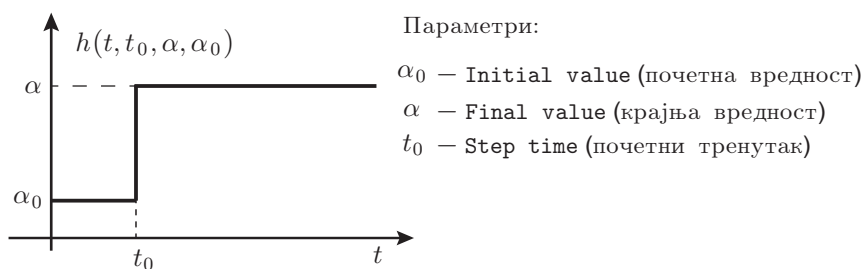 h(t, t₀, α, α₀)
α
α₀
t₀
t
Параметри:
α₀ – Initial value (почетна вредност)
α – Final value (крајња вредност)
t₀ – Step time (почетни тренутак)